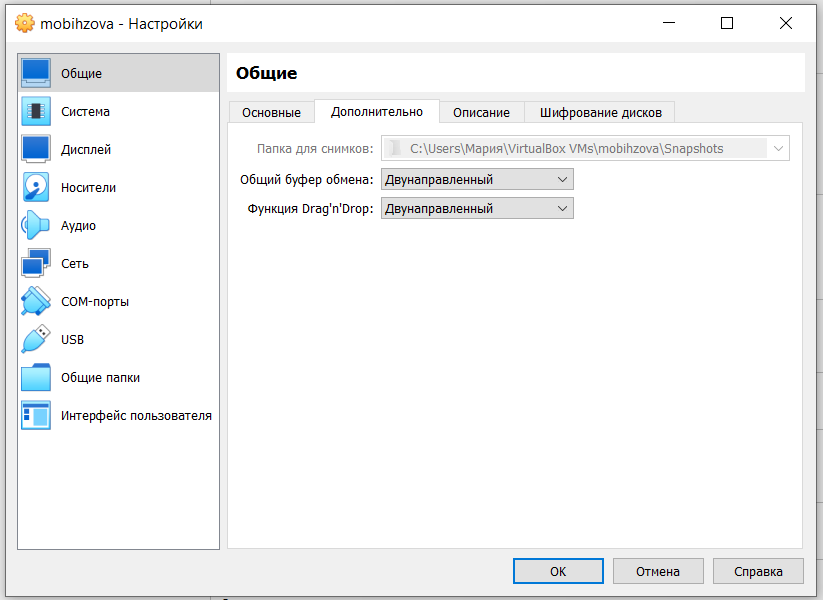 mobihzova - Настройки
Общие
Система
Дисплей
Носители
Аудио
Сеть
COM-порты
USB
Общие папки
Интерфейс пользователя
Общие
Основные Дополнительно Описание Шифрование дисков
Папка для снимков: C:\Users\Мария\VirtualBox VMs\mobihzova\Snapshots
Общий буфер обмена: Двунаправленный
Функция Drag'n'Drop: Двунаправленный
ОК Отмена Справка